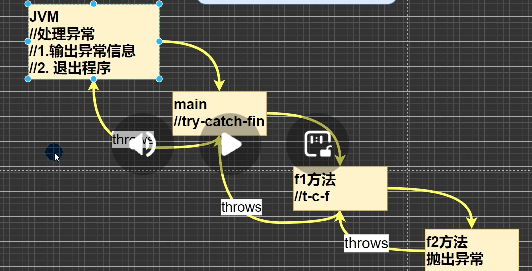 JVM
//处理异常
//1.输出异常信息
//2. 退出程序
main
//try-catch-fin
throws
f1方法
//t-c-f
throws
throws
f2方法
抛出异常